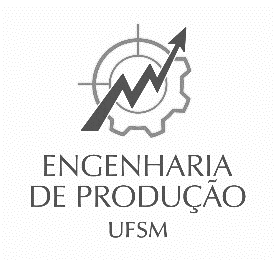 ENGENHARIA
DE PRODUÇÃO
UFSM